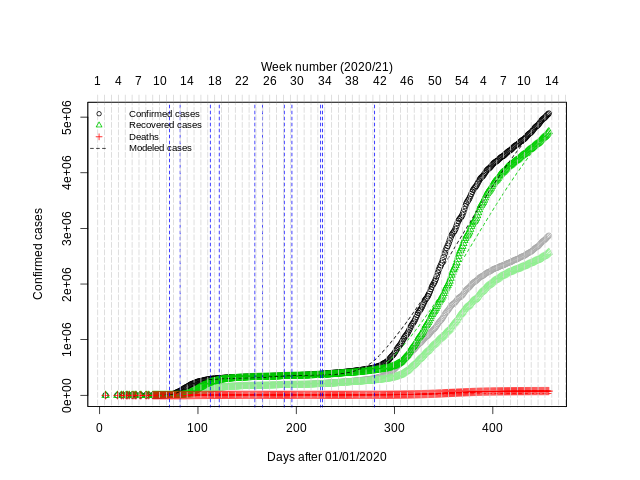 Week number (2020/21)
1 4 7 10 14 18 22 26 30 34 38 42 46 50 54 4 7 10 14
Confirmed cases
Recovered cases
Deaths
Modeled cases
5e+06
4e+06
3e+06
2e+06
1e+06
0e+00
Confirmed cases
0 100 200 300 400
Days after 01/01/2020